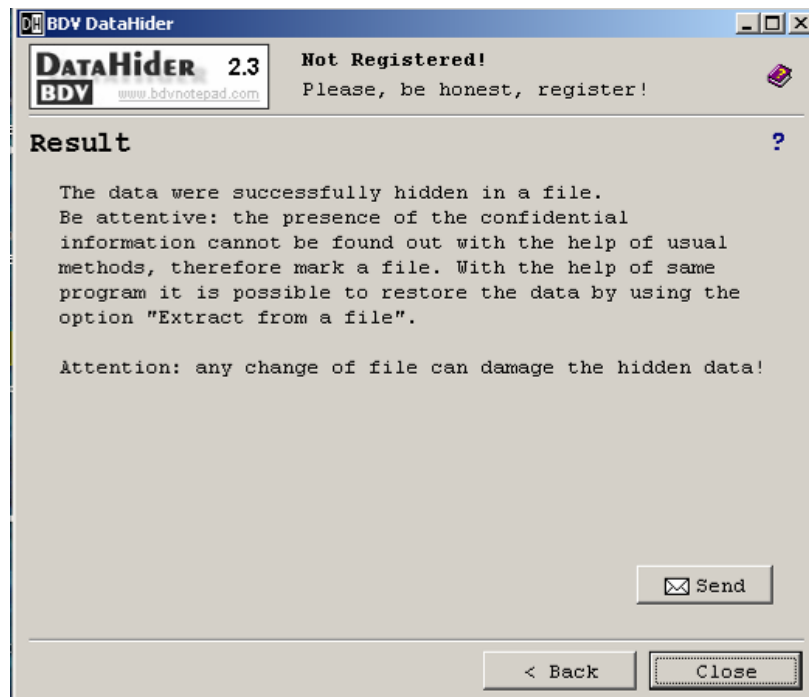 DH BDV DataHider
DATAHIDER 2.3
BDV www.bdvnotepad.com
Not Registered!
Please, be honest, register!
Result
?
The data were successfully hidden in a file.
Be attentive: the presence of the confidential
information cannot be found out with the help of usual
methods, therefore mark a file. With the help of same
program it is possible to restore the data by using the
option "Extract from a file".
Attention: any change of file can damage the hidden data!
Send
< Back
Close